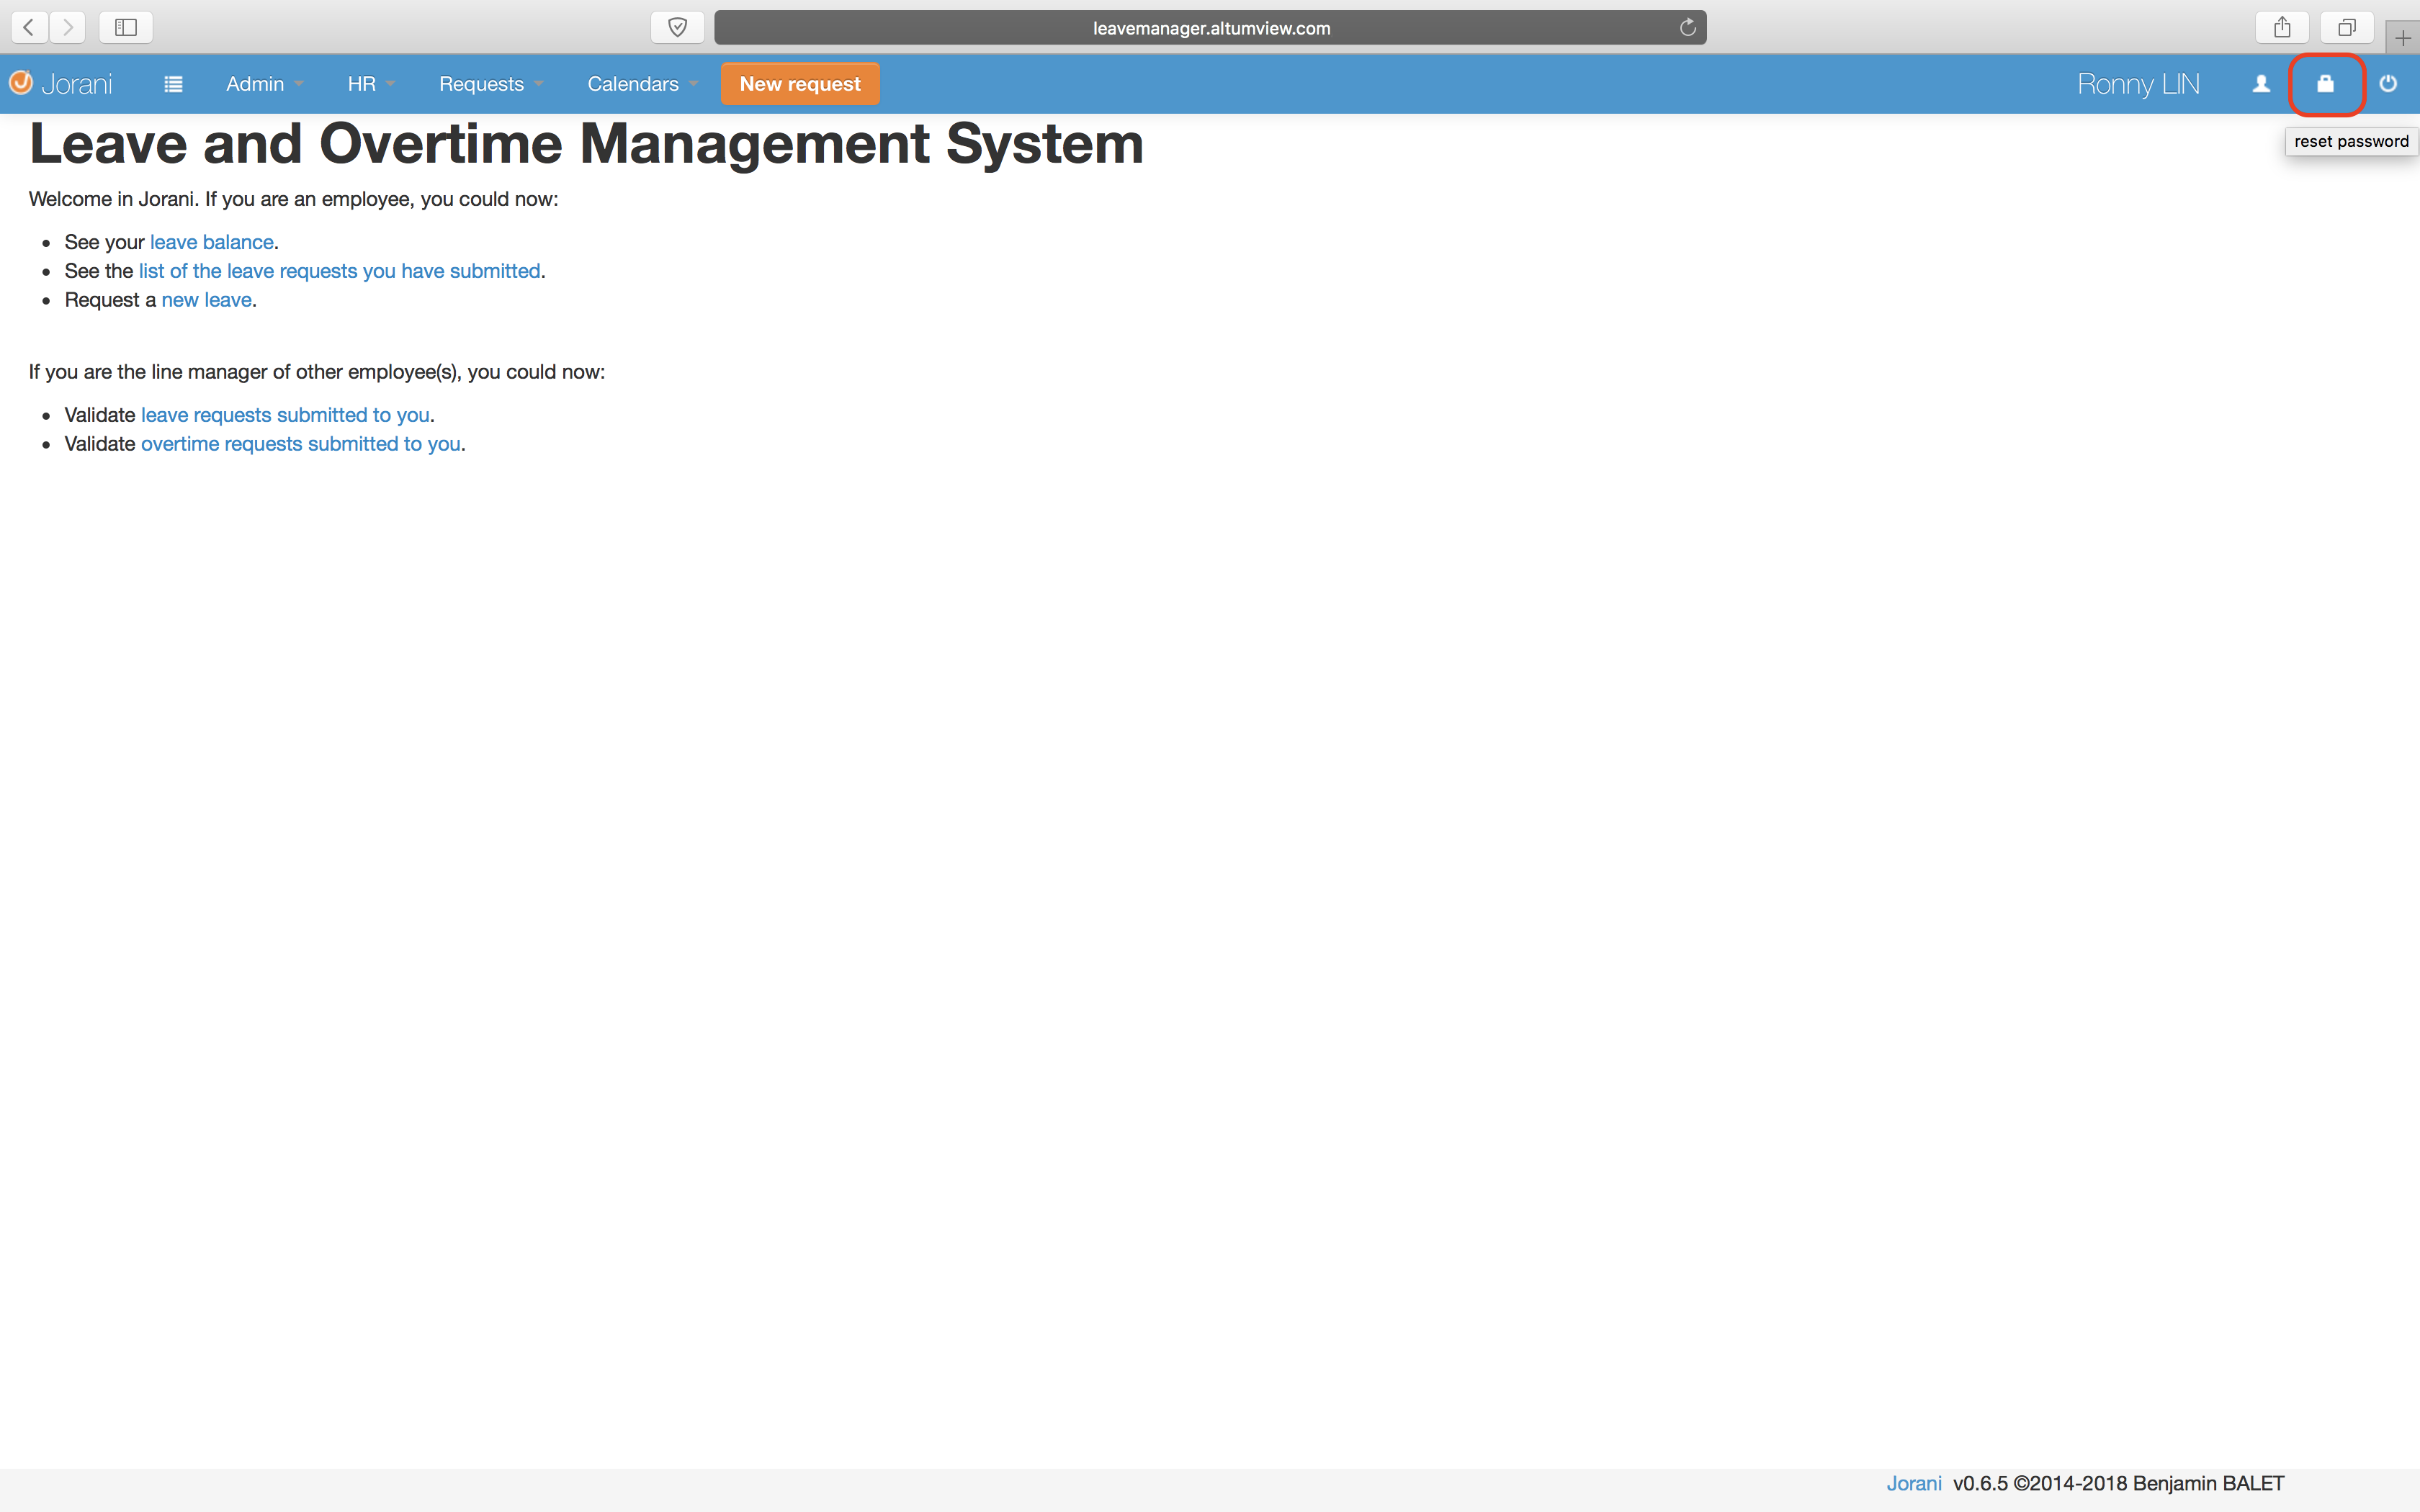 leavemanager.altumview.com
Jorani Admin HR Requests Calendars New request Ronny LIN
reset password
Leave and Overtime Management System
Welcome in Jorani. If you are an employee, you could now:
See your leave balance.
See the list of the leave requests you have submitted.
Request a new leave.
If you are the line manager of other employee(s), you could now:
Validate leave requests submitted to you.
Validate overtime requests submitted to you.
Jorani v0.6.5 ©2014-2018 Benjamin BALET